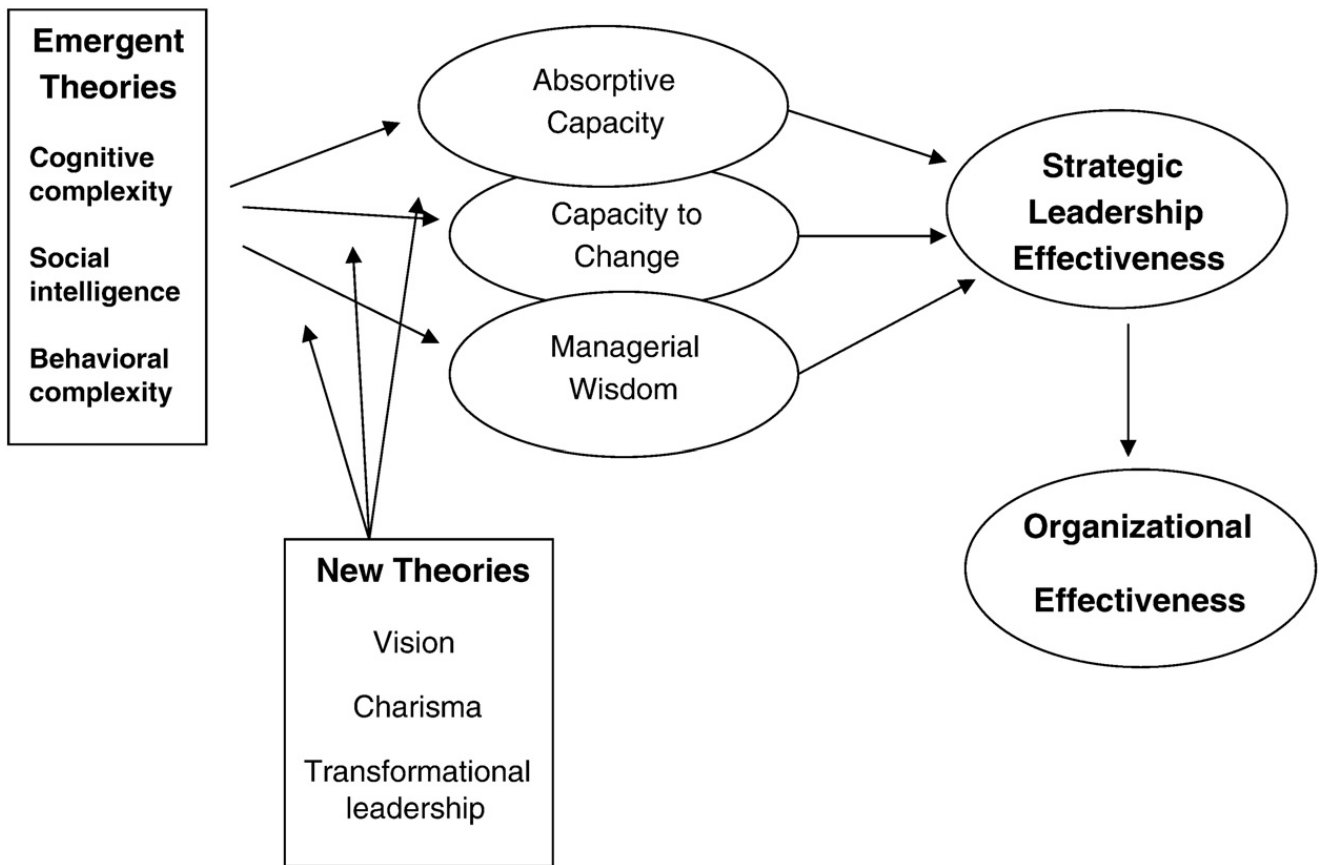 Emergent
Theories
Cognitive
complexity
Social
intelligence
Behavioral
complexity
Absorptive
Capacity
Capacity to
Change
Managerial
Wisdom
Strategic
Leadership
Effectiveness
Organizational
Effectiveness
New Theories
Vision
Charisma
Transformational
leadership